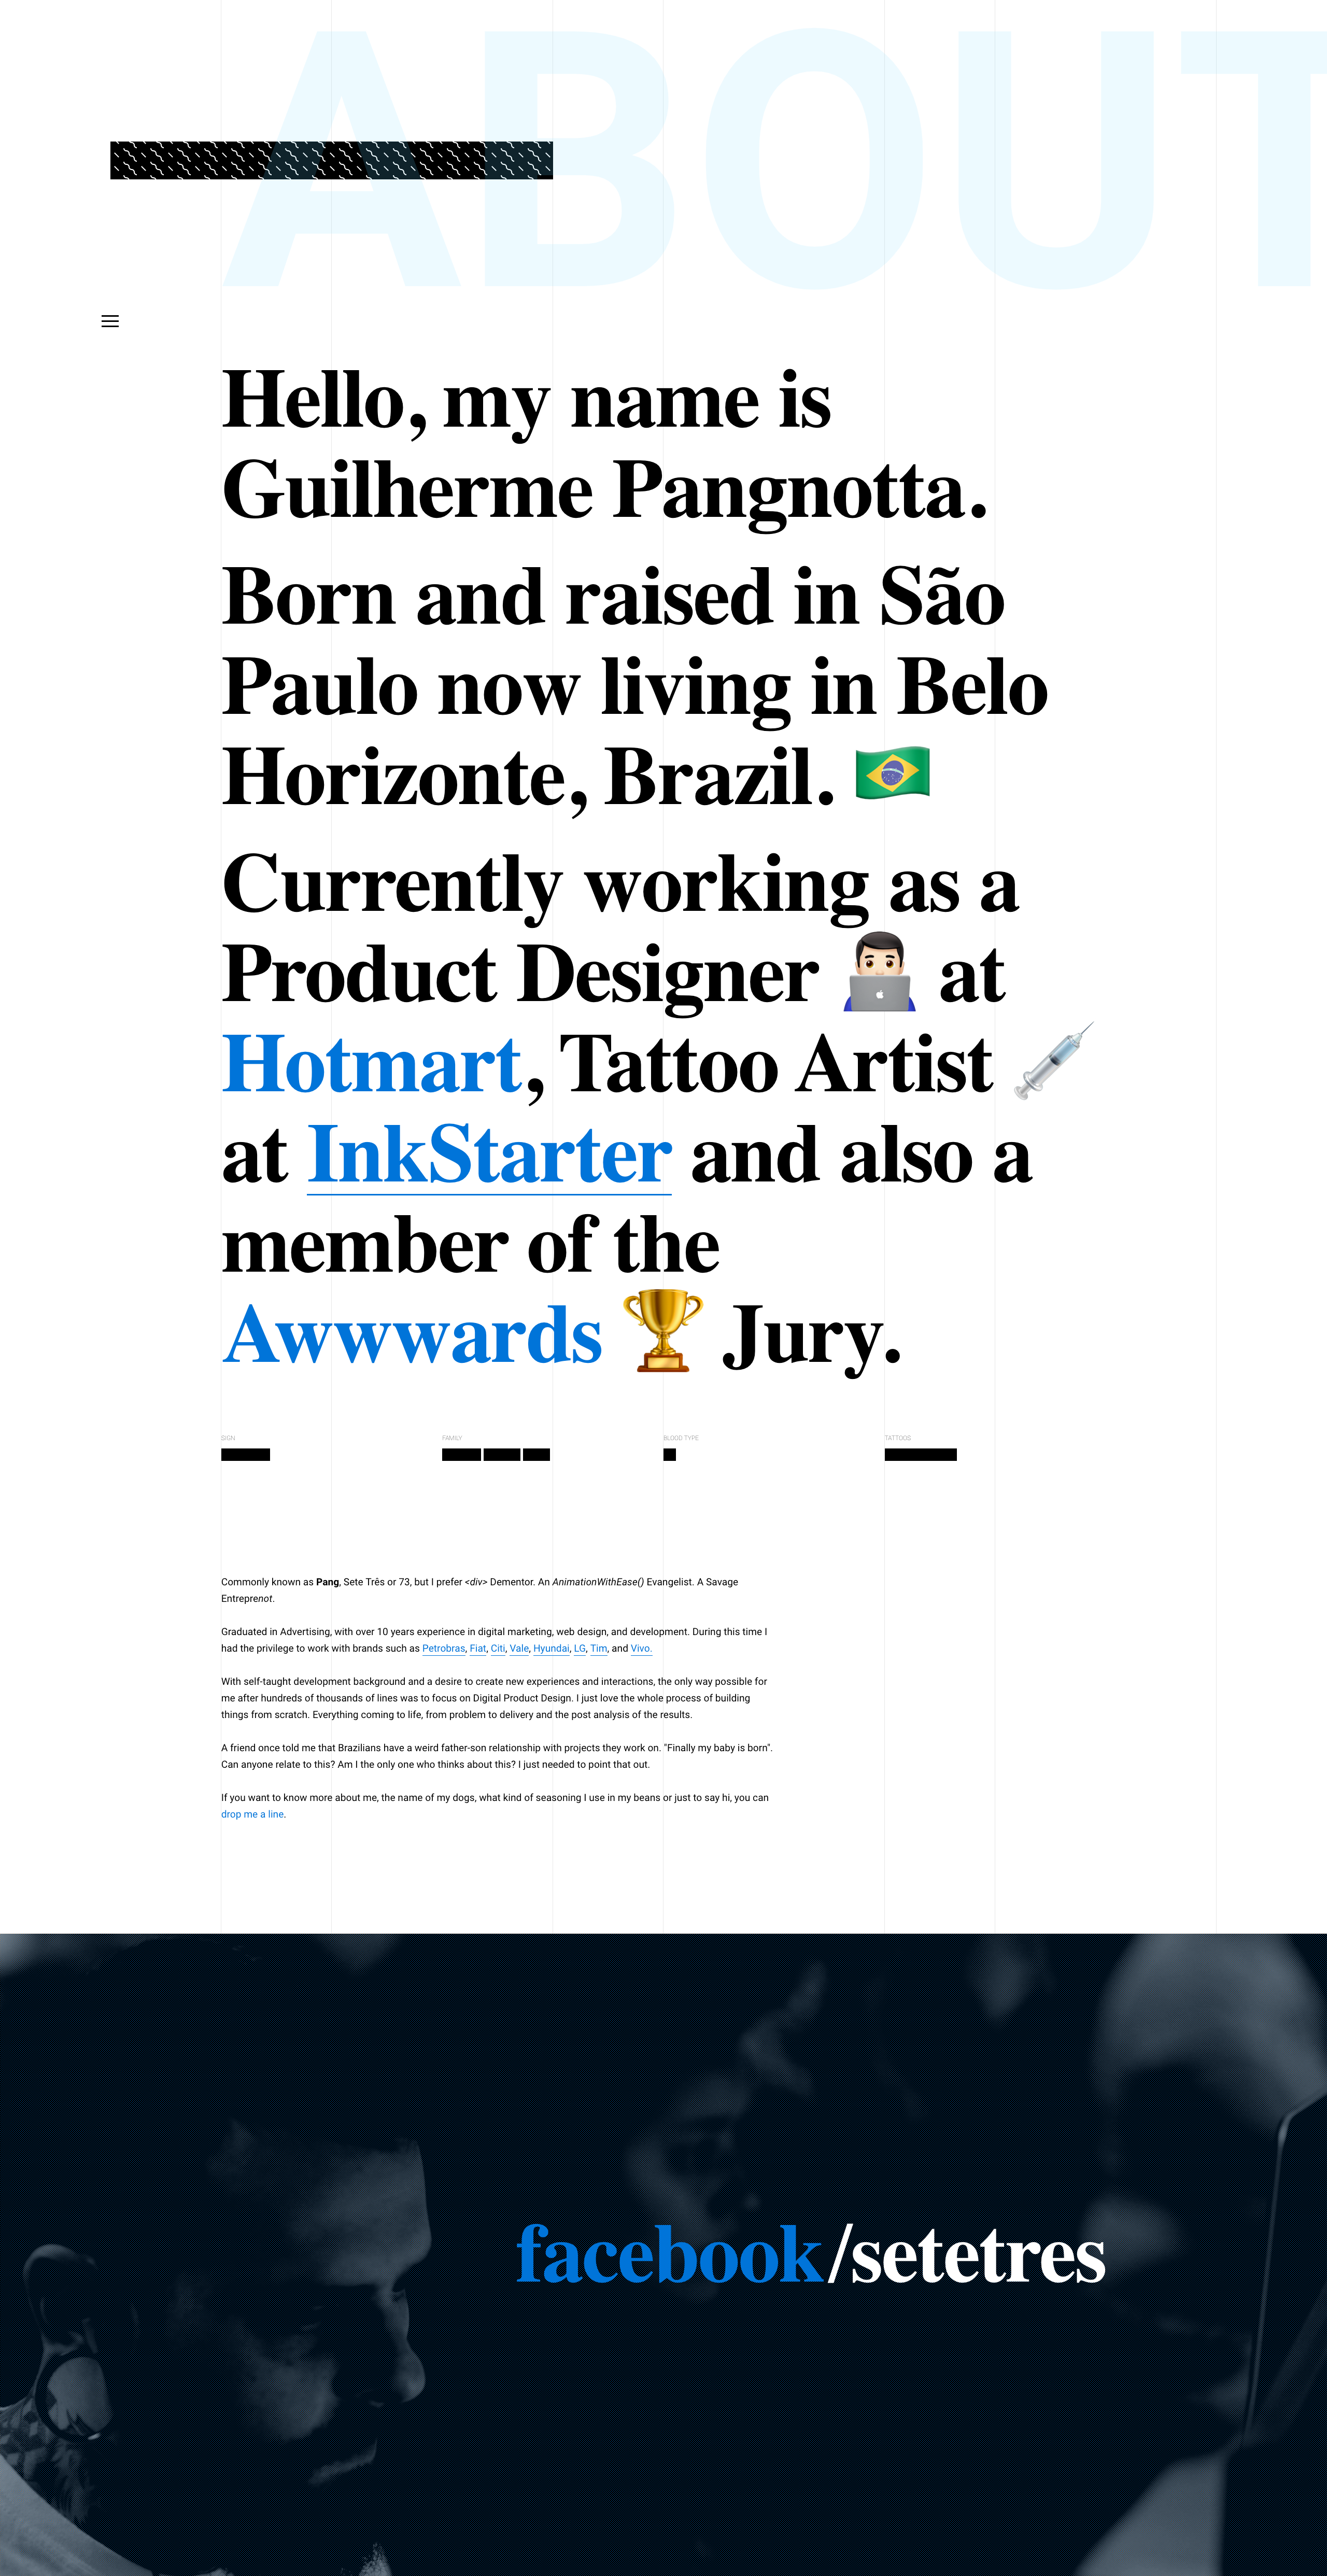 ABOUT
Hello, my name is
Guilherme Pangnotta.
Born and raised in São
Paulo now living in Belo
Horizonte, Brazil. 🇧🇷
Currently working as a
Product Designer 👨🏻‍💻 at
Hotmart, Tattoo Artist 💉
at InkStarter and also a
member of the
Awwwards 🏆 Jury.
SIGN FAMILY BLOOD TYPE TATTOOS
Commonly known as Pang, Sete Três or 73, but I prefer <div> Dementor. An AnimationWithEase() Evangelist. A Savage
Entreprenot.
Graduated in Advertising, with over 10 years experience in digital marketing, web design, and development. During this time I
had the privilege to work with brands such as Petrobras, Fiat, Citi, Vale, Hyundai, LG, Tim, and Vivo.
With self-taught development background and a desire to create new experiences and interactions, the only way possible for
me after hundreds of thousands of lines was to focus on Digital Product Design. I just love the whole process of building
things from scratch. Everything coming to life, from problem to delivery and the post analysis of the results.
A friend once told me that Brazilians have a weird father-son relationship with projects they work on. "Finally my baby is born".
Can anyone relate to this? Am I the only one who thinks about this? I just needed to point that out.
If you want to know more about me, the name of my dogs, what kind of seasoning I use in my beans or just to say hi, you can
drop me a line.
facebook/setetres